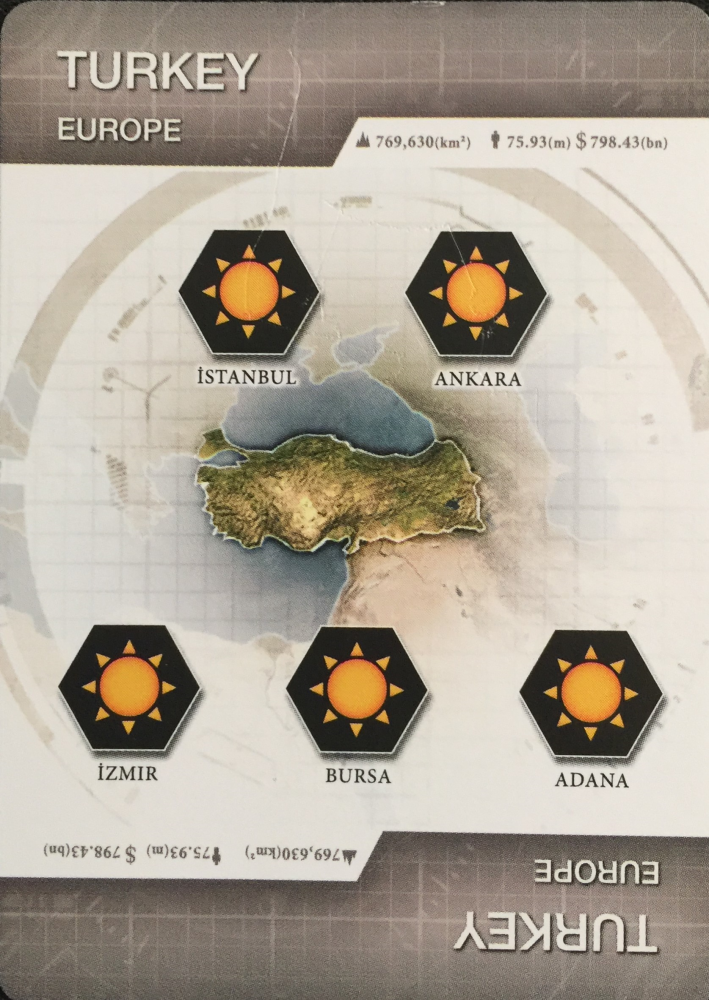 TURKEY
EUROPE
769,630(km²) 75.93(m) $798.43(bn)
İSTANBUL ANKARA
İZMIR BURSA ADANA
769,630(km²) 75.93(m) $798.43(bn)
EUROPE
TURKEY